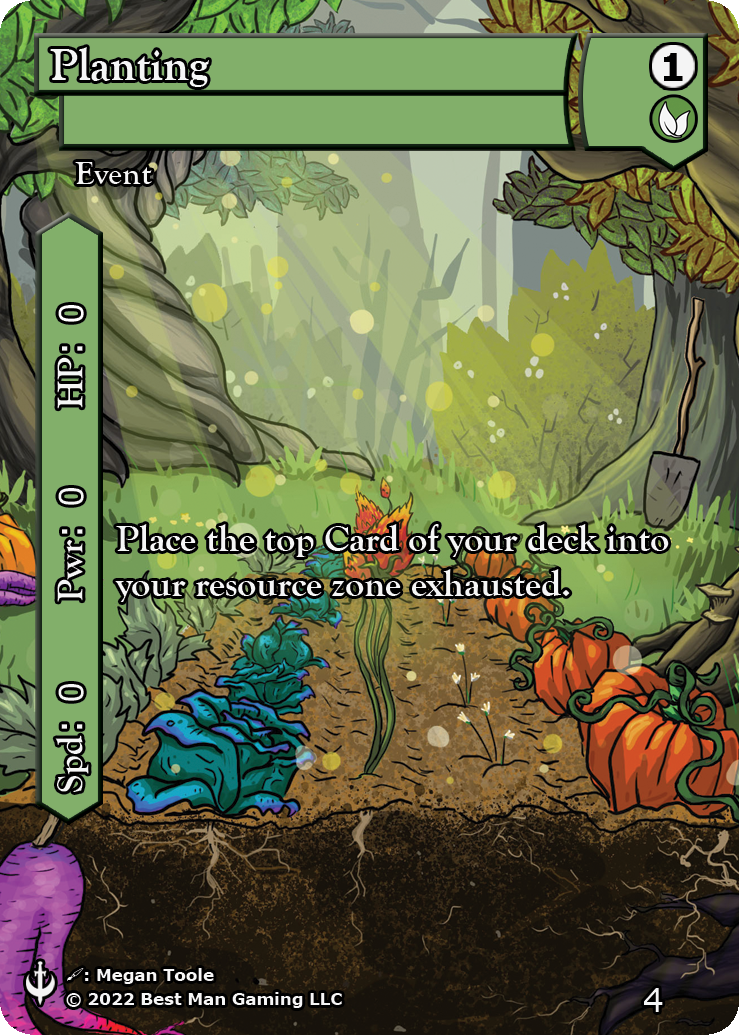 Planting
1
Event
HP: 0
Pwr: 0
Spd: 0
Place the top Card of your deck into
your resource zone exhausted.
: Megan Toole
© 2022 Best Man Gaming LLC
4